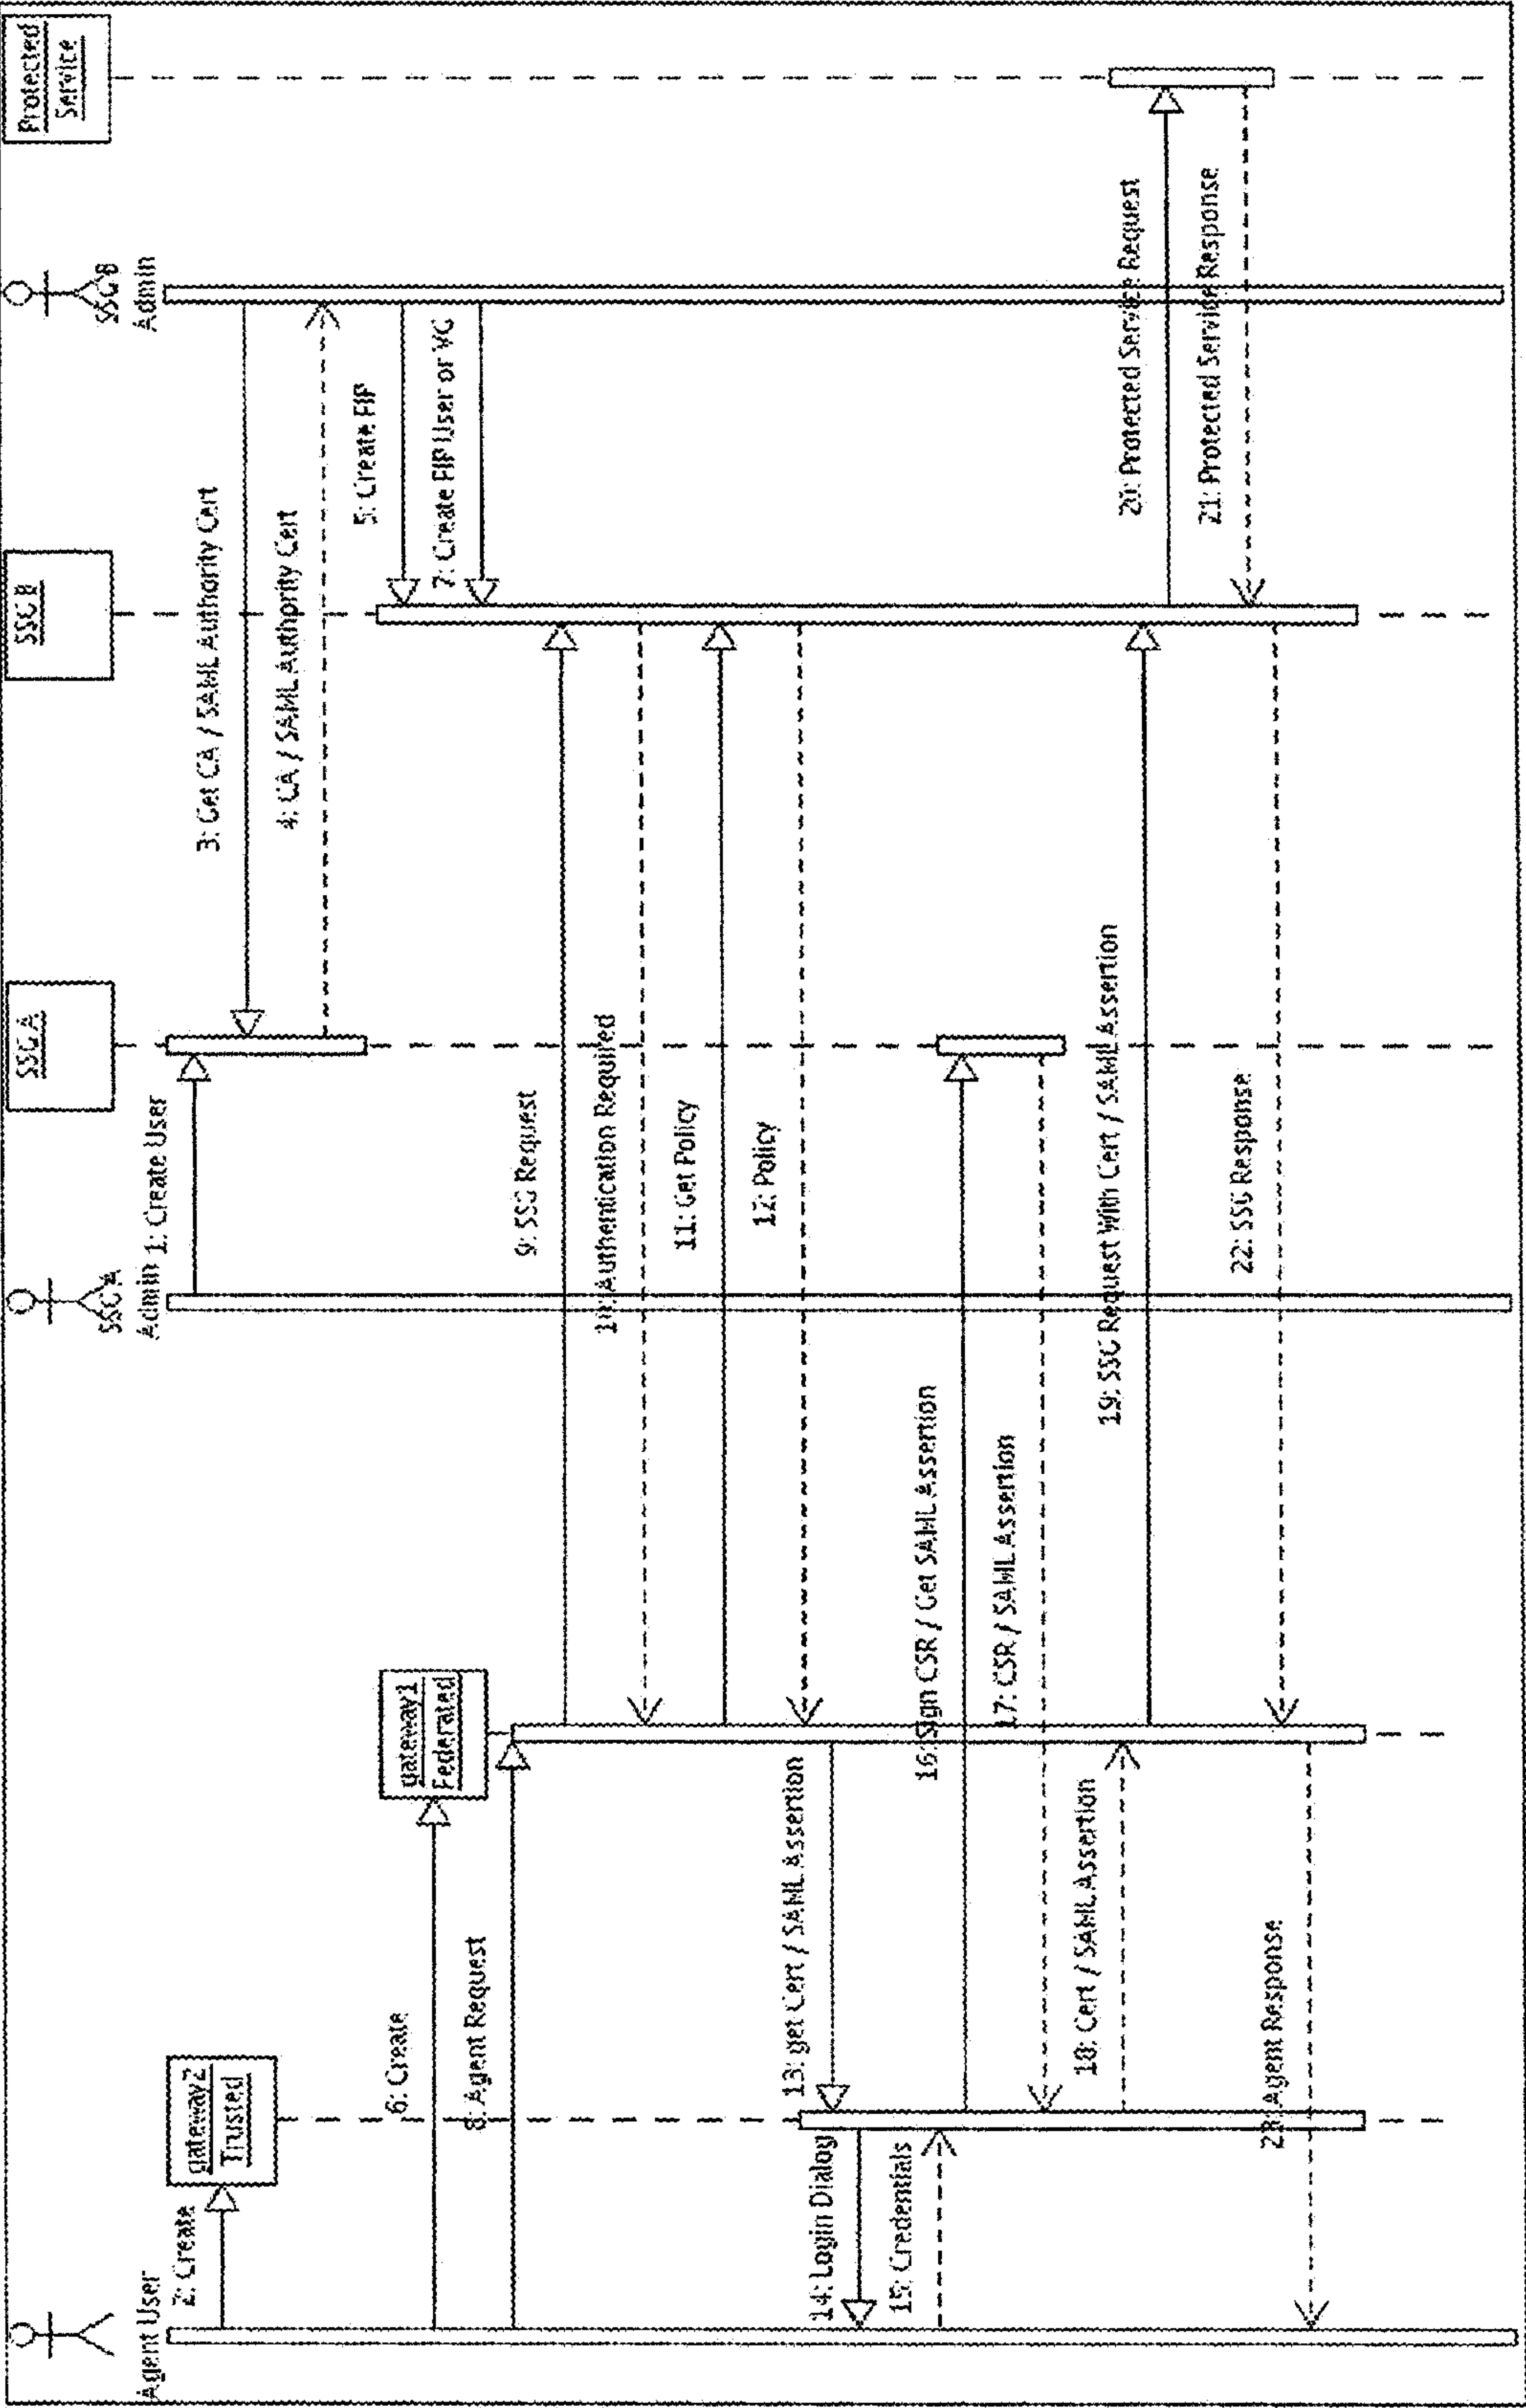 Agent User
gateway2
Trusted
gateway1
Federated
SSG A
Admin
SSG A
SSG B
SSG B
Admin
Protected
Service
1: Create User
2: Create
3: Get CA / SAML Authority Cert
4: CA / SAML Authority Cert
5: Create FIP
6: Create
7: Create FIP User or VG
8: Agent Request
9: SSG Request
10: Authentication Required
11: Get Policy
12: Policy
13: get Cert / SAML Assertion
14: Login Dialog
15: Credentials
16: Sign CSR / Get SAML Assertion
17: CSR / SAML Assertion
18: Cert / SAML Assertion
19: SSG Request With Cert / SAML Assertion
20: Protected Service Request
21: Protected Service Response
22: SSG Response
23: Agent Response